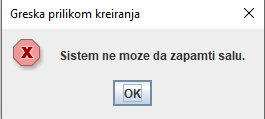 Greska prilikom kreiranja
Sistem ne moze da zapamti salu.
OK